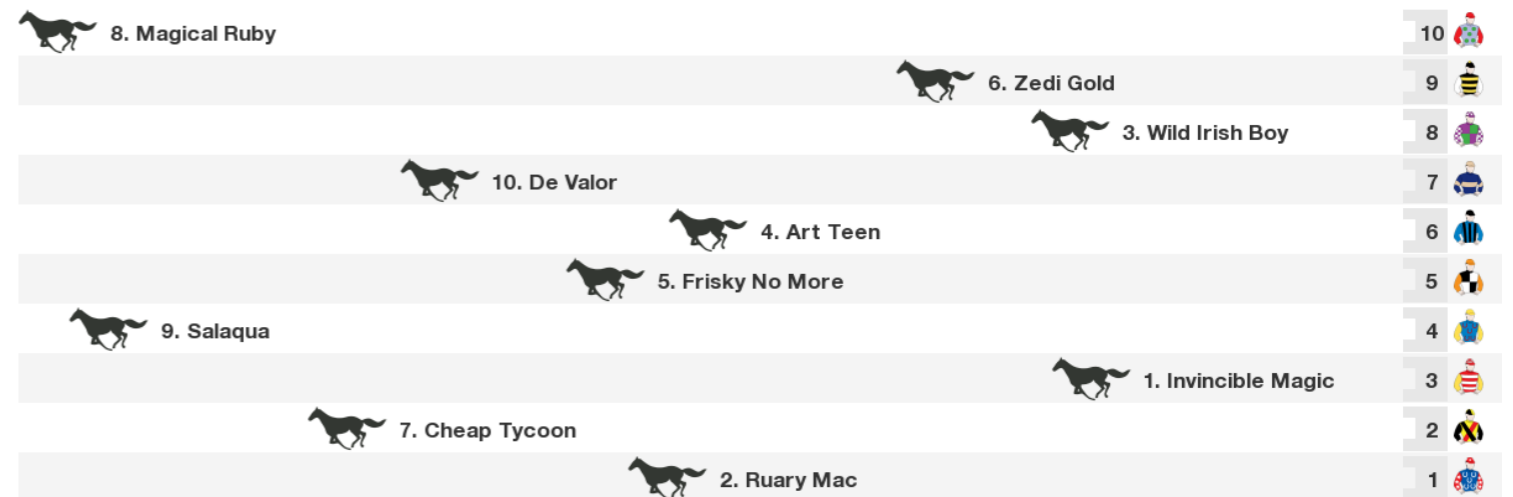 8. Magical Ruby 10
6. Zedi Gold 9
3. Wild Irish Boy 8
10. De Valor 7
4. Art Teen 6
5. Frisky No More 5
9. Salaqua 4
1. Invincible Magic 3
7. Cheap Tycoon 2
2. Ruary Mac 1